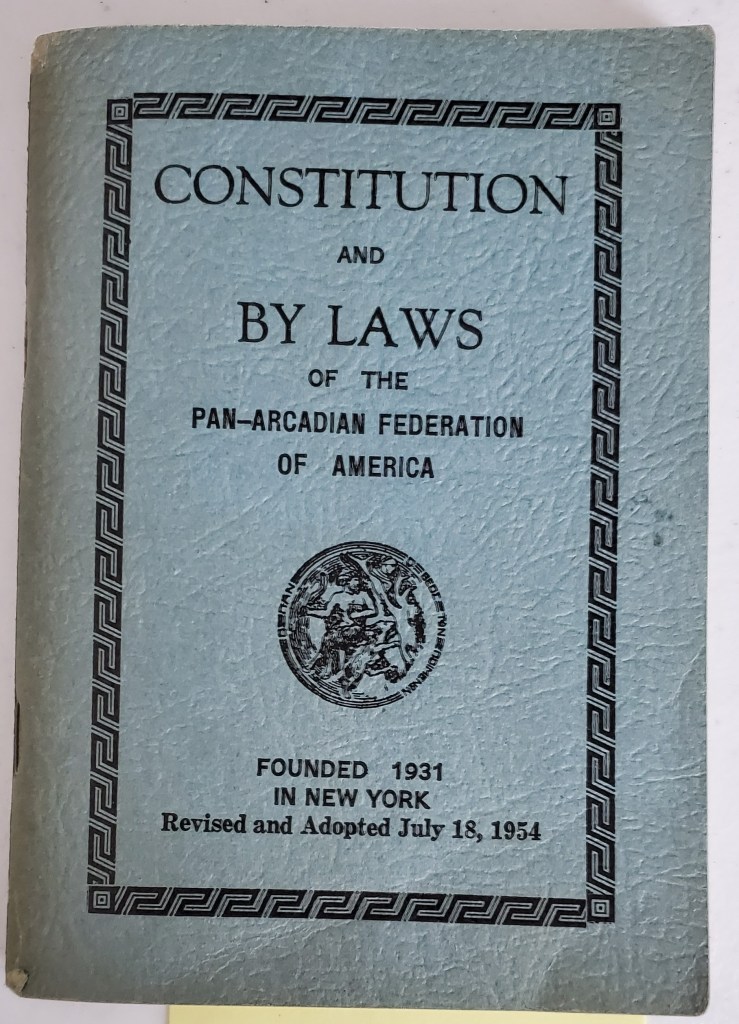 CONSTITUTION
AND
BY LAWS
OF THE
PAN-ARCADIAN FEDERATION
OF AMERICA
FOUNDED 1931
IN NEW YORK
Revised and Adopted July 18, 1954